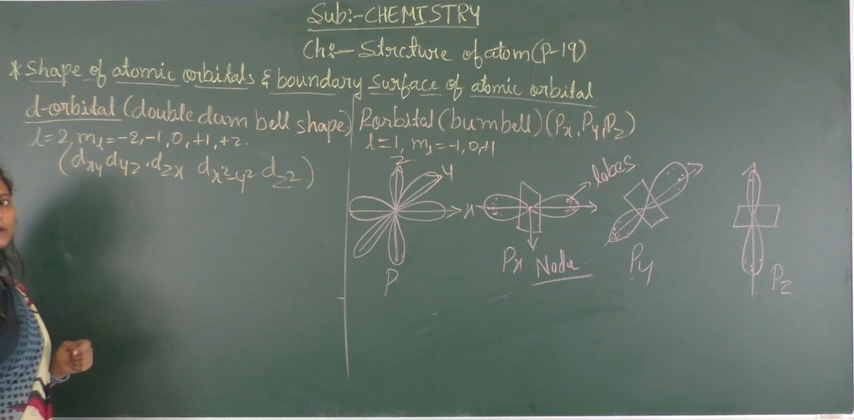 Sub:-CHEMISTRY
Ch:- Strcture of atom(P-19)
* Shape of atomic orbitals & boundary Surface of atomic orbital
d-orbital (double dum bell shape)
l=2, mₗ=-2,-1,0,+1,+2.
(dxy dyz . dzx dx²-y² dz²)
Porbital (bumbell) (Px, Py, Pz)
l=1, mₗ=-1,0,+1
z
y
x
P
lobes
Px Node
Py
Pz